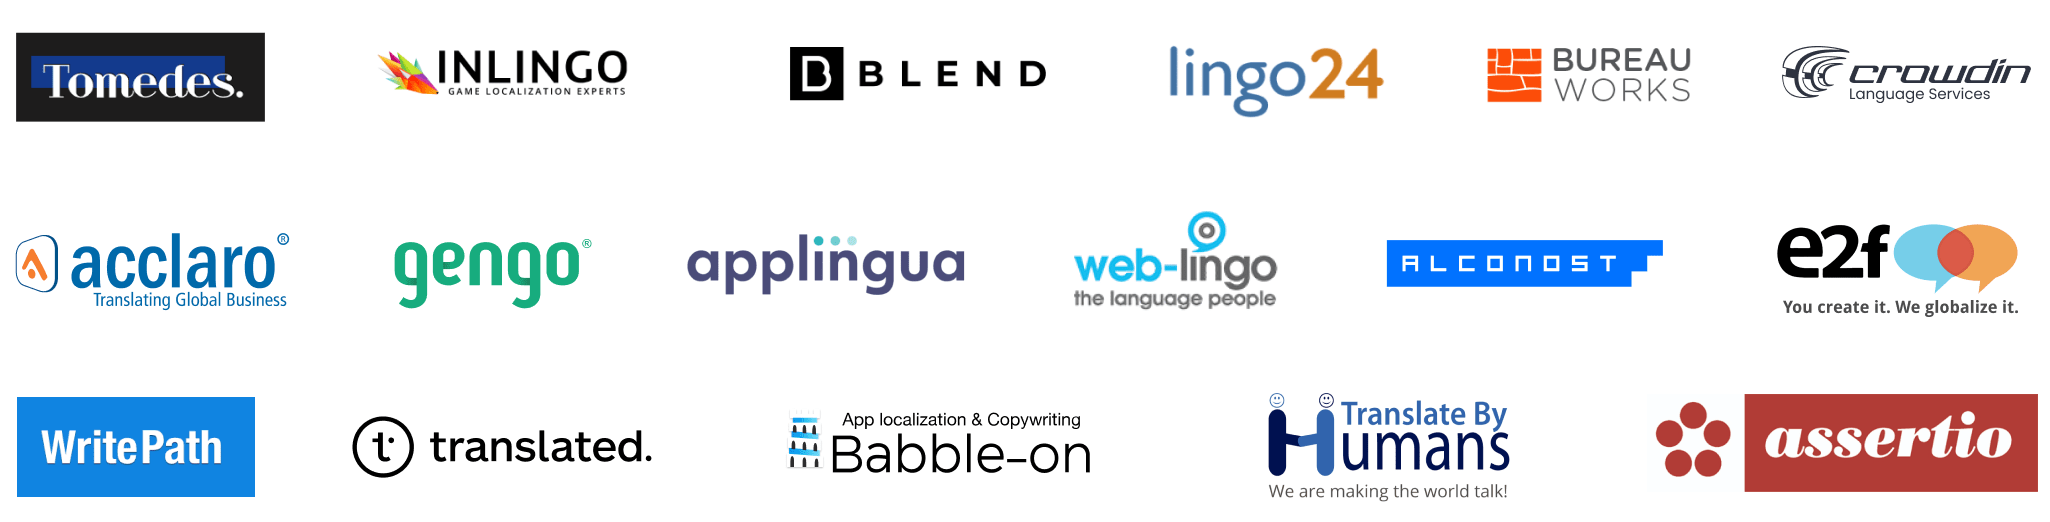 Tomedes.
INLINGO
GAME LOCALIZATION EXPERTS
B BLEND
lingo24
BUREAU
WORKS
crowdin
Language Services
acclaro®
Translating Global Business
gengo®
applingua
web-lingo
the language people
ALCONOST
e2f
You create it. We globalize it.
WritePath
t translated.
App localization & Copywriting
Babble-on
Translate By
Humans
We are making the world talk!
assertio